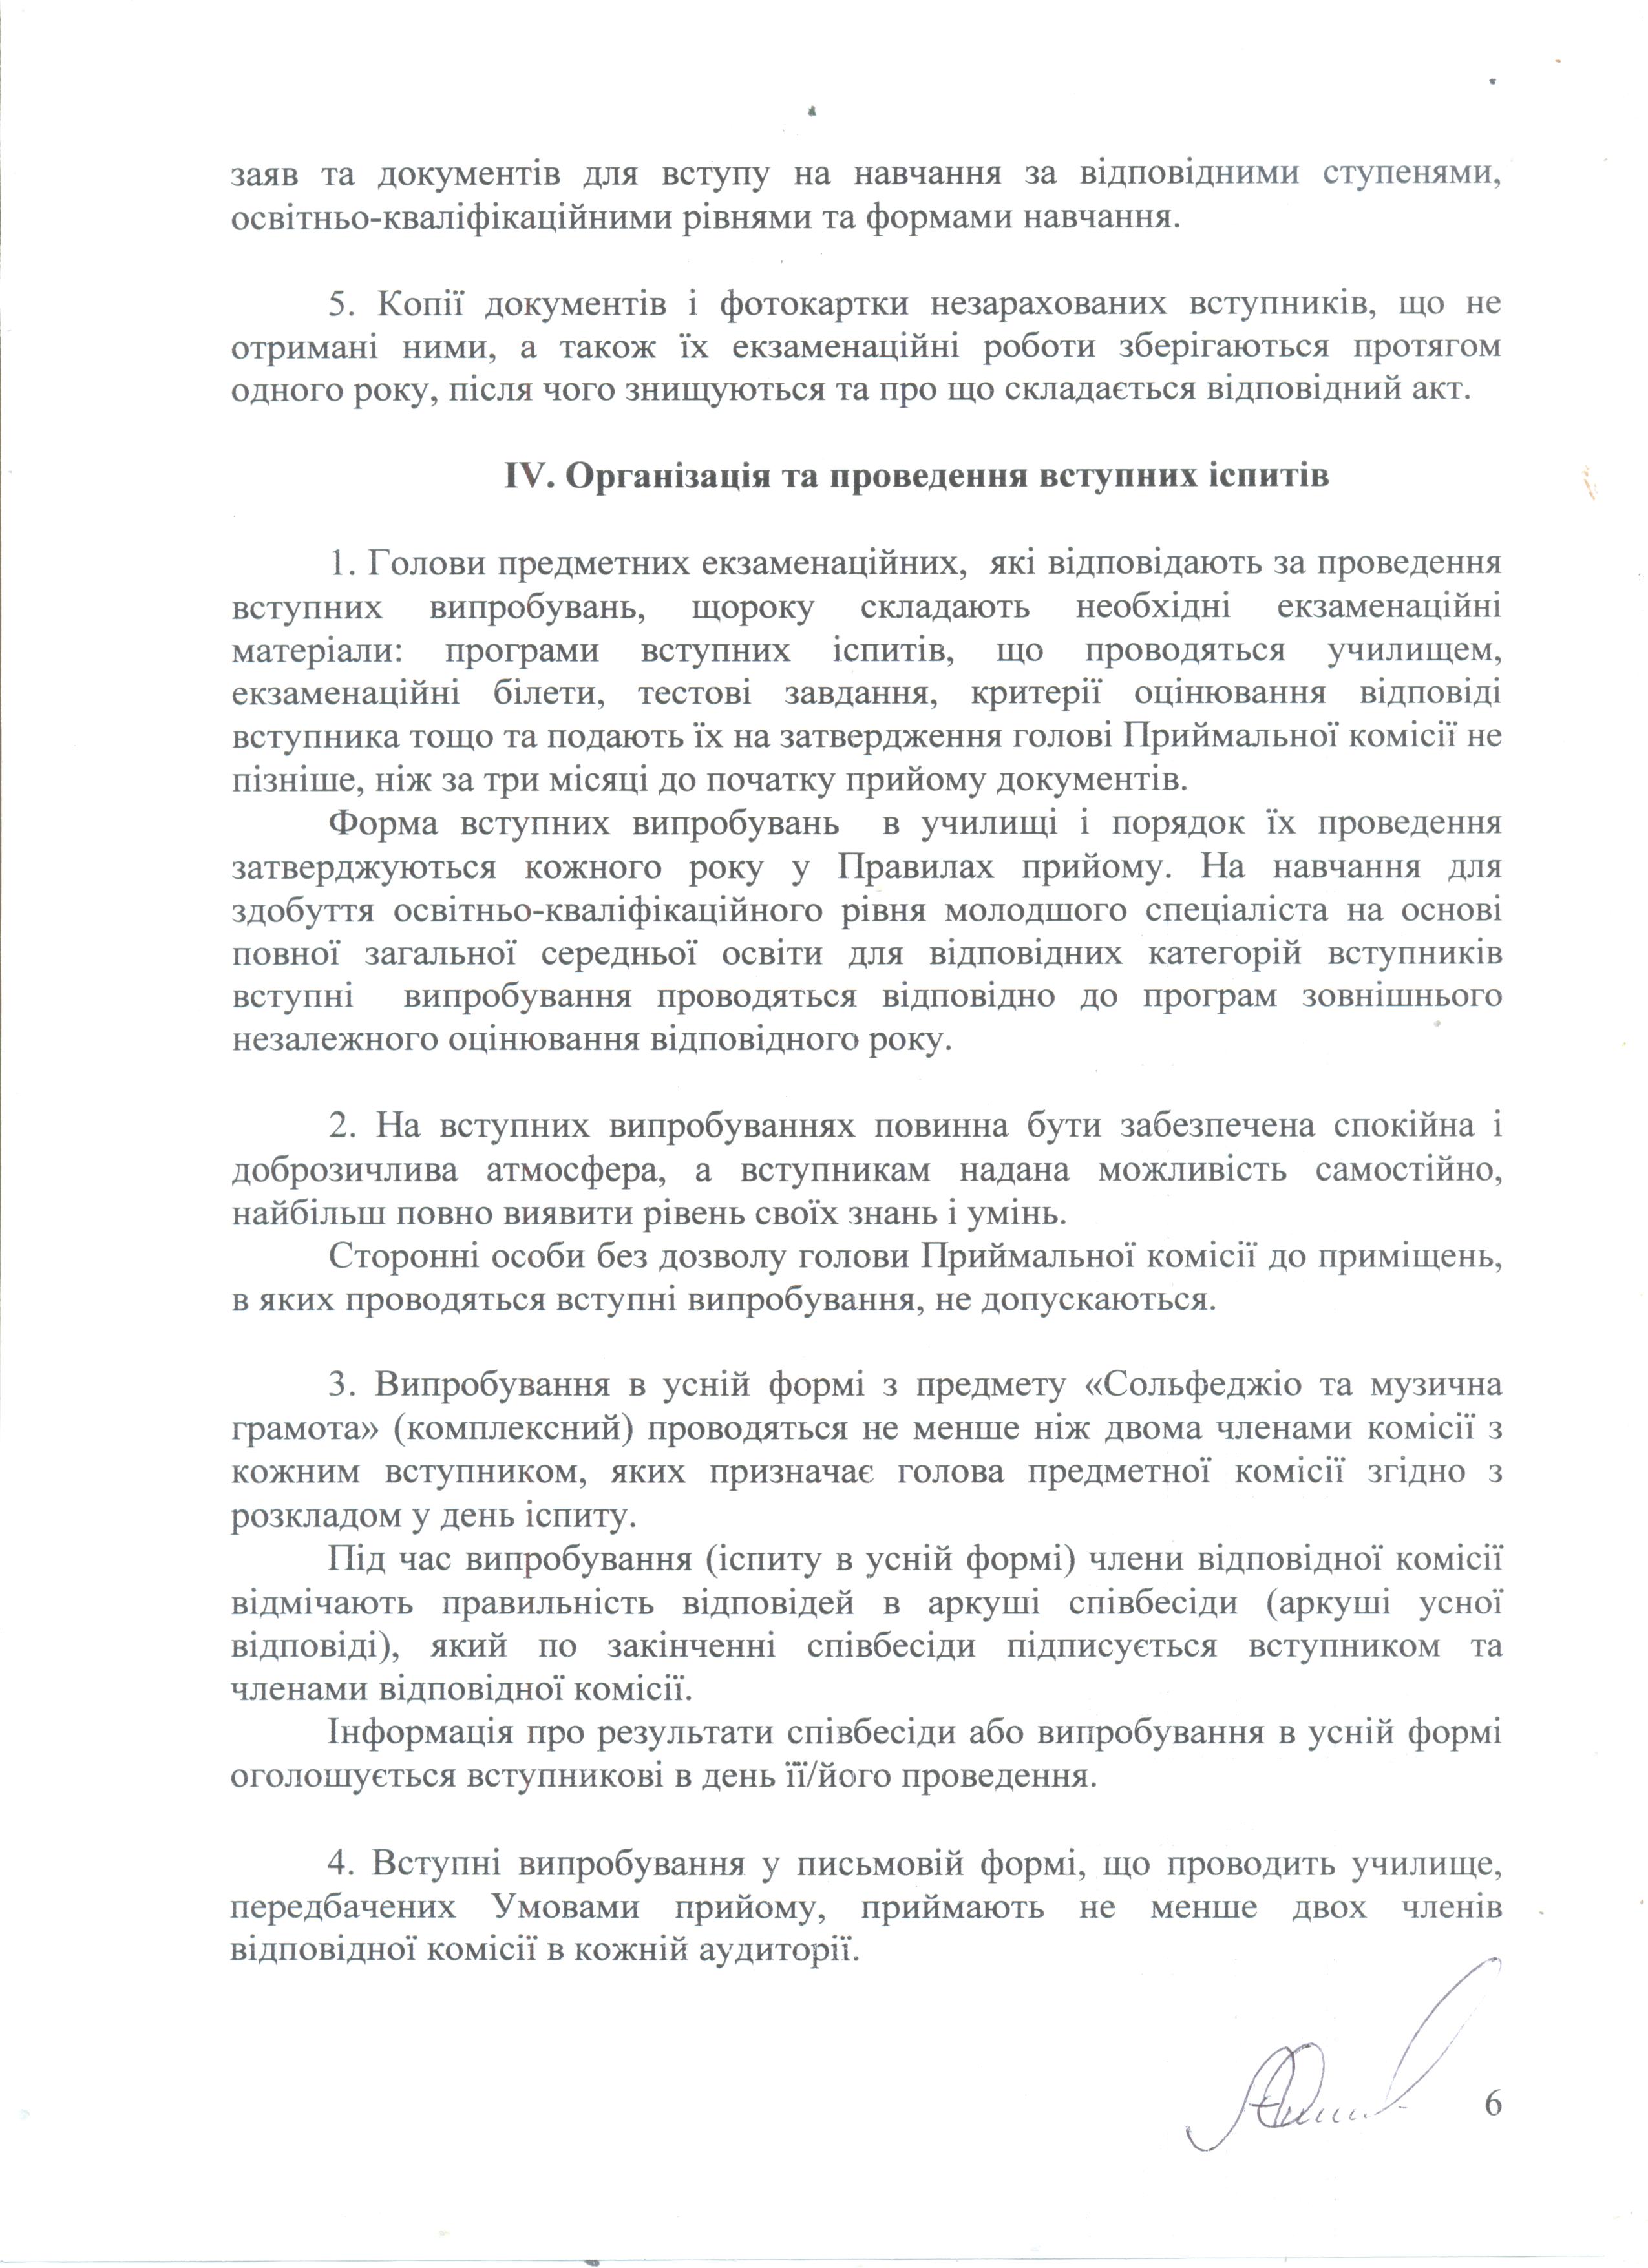 заяв та документів для вступу на навчання за відповідними ступенями,
освітньо-кваліфікаційними рівнями та формами навчання.
5. Копії документів і фотокартки незарахованих вступників, що не
отримані ними, а також їх екзаменаційні роботи зберігаються протягом
одного року, після чого знищуються та про що складається відповідний акт.
IV. Організація та проведення вступних іспитів
1. Голови предметних екзаменаційних, які відповідають за проведення
вступних випробувань, щороку складають необхідні екзаменаційні
матеріали: програми вступних іспитів, що проводяться училищем,
екзаменаційні білети, тестові завдання, критерії оцінювання відповіді
вступника тощо та подають їх на затвердження голові Приймальної комісії не
пізніше, ніж за три місяці до початку прийому документів.
Форма вступних випробувань в училищі і порядок їх проведення
затверджуються кожного року у Правилах прийому. На навчання для
здобуття освітньо-кваліфікаційного рівня молодшого спеціаліста на основі
повної загальної середньої освіти для відповідних категорій вступників
вступні випробування проводяться відповідно до програм зовнішнього
незалежного оцінювання відповідного року.
2. На вступних випробуваннях повинна бути забезпечена спокійна і
доброзичлива атмосфера, а вступникам надана можливість самостійно,
найбільш повно виявити рівень своїх знань і умінь.
Сторонні особи без дозволу голови Приймальної комісії до приміщень,
в яких проводяться вступні випробування, не допускаються.
3. Випробування в усній формі з предмету «Сольфеджіо та музична
грамота» (комплексний) проводяться не менше ніж двома членами комісії з
кожним вступником, яких призначає голова предметної комісії згідно з
розкладом у день іспиту.
Під час випробування (іспиту в усній формі) члени відповідної комісії
відмічають правильність відповідей в аркуші співбесіди (аркуші усної
відповіді), який по закінченні співбесіди підписується вступником та
членами відповідної комісії.
Інформація про результати співбесіди або випробування в усній формі
оголошується вступникові в день її/його проведення.
4. Вступні випробування у письмовій формі, що проводить училище,
передбачених Умовами прийому, приймають не менше двох членів
відповідної комісії в кожній аудиторії.
6